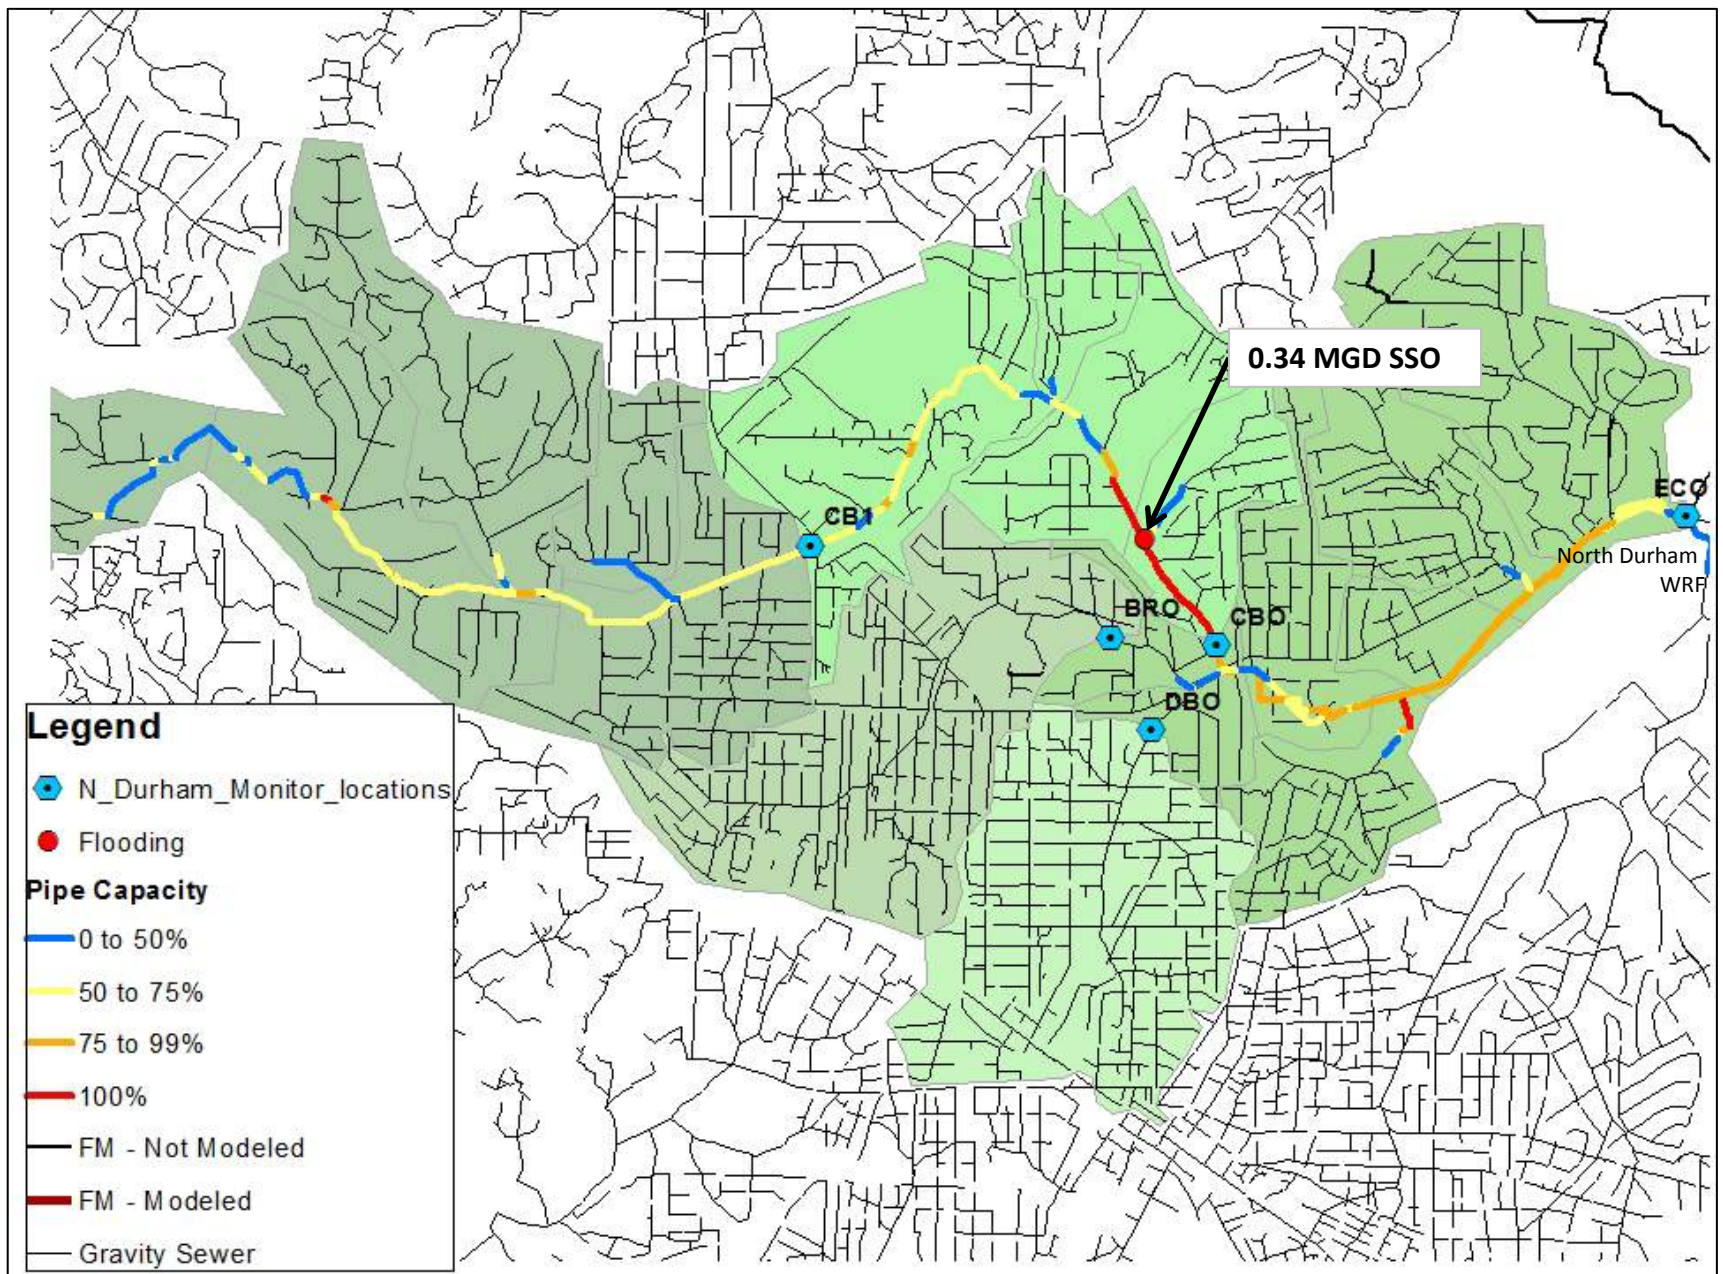 0.34 MGD SSO
ECO
CB1
North Durham
WRF
BRO
CBO
DBO
Legend
N_Durham_Monitor_locations
Flooding
Pipe Capacity
0 to 50%
50 to 75%
75 to 99%
100%
FM - Not Modeled
FM - Modeled
Gravity Sewer